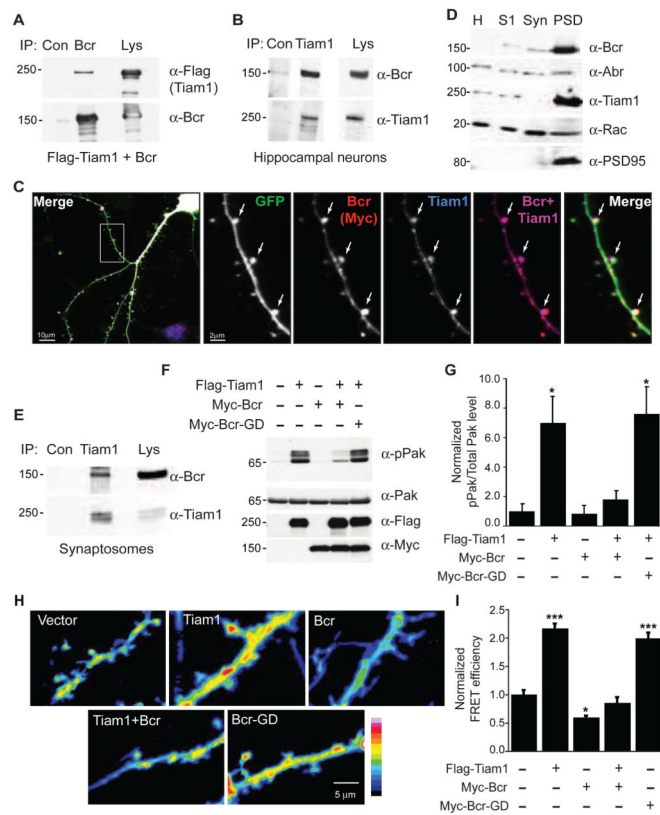 A
IP: Con Bcr Lys
250
α-Flag
(Tiam1)
150
α-Bcr
Flag-Tiam1 + Bcr
B
IP: Con Tiam1 Lys
150
α-Bcr
250
α-Tiam1
Hippocampal neurons
D
H S1 Syn PSD
150
α-Bcr
100
α-Abr
250
α-Tiam1
20
α-Rac
80
α-PSD95
C
Merge
10µm
GFP
2µm
Bcr
(Myc)
Tiam1
Bcr+
Tiam1
Merge
E
IP: Con Tiam1 Lys
150
α-Bcr
250
α-Tiam1
Synaptosomes
F
Flag-Tiam1 – + – + +
Myc-Bcr – – + + –
Myc-Bcr-GD – – – – +
65
α-pPak
65
α-Pak
250
α-Flag
150
α-Myc
G
Normalized
pPak/Total Pak level
8.0
6.0
4.0
2.0
0.0
* *
Flag-Tiam1 – + – + +
Myc-Bcr – – + + –
Myc-Bcr-GD – – – – +
H
Vector
Tiam1
Bcr
Tiam1+Bcr
Bcr-GD
5 µm
I
Normalized
FRET efficiency
2.5
2.0
1.5
1.0
0.5
0
*** * ***
Flag-Tiam1 – + – + +
Myc-Bcr – – + + –
Myc-Bcr-GD – – – – +